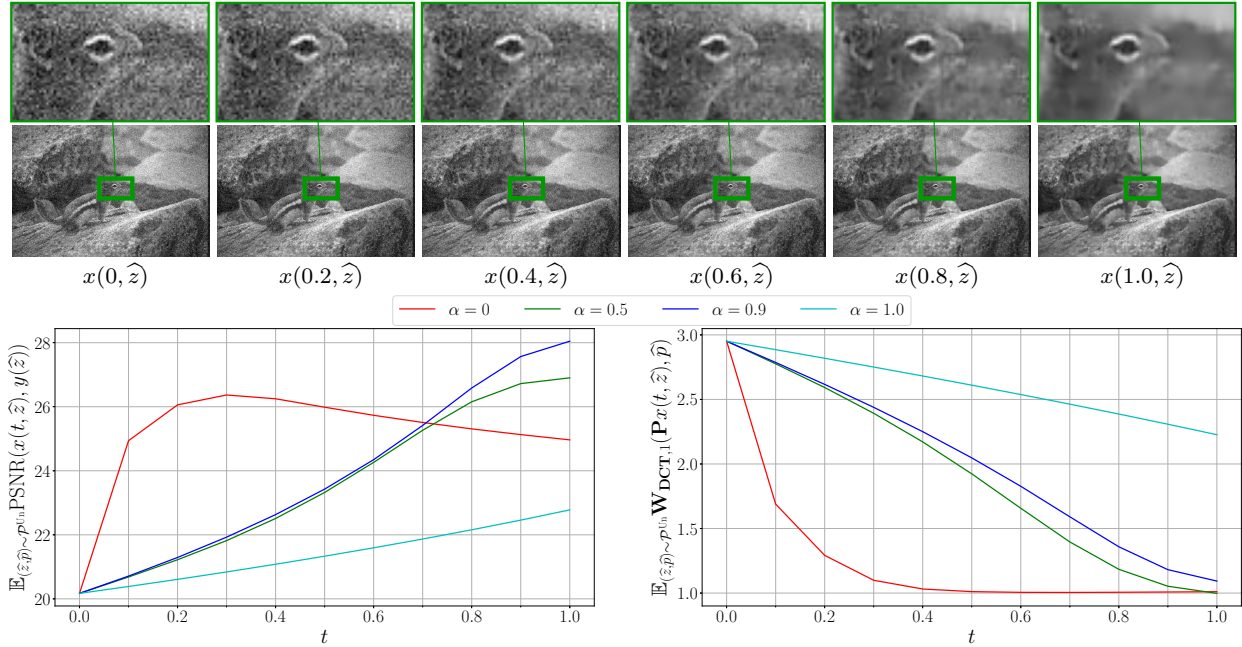 x(0, ẑ) x(0.2, ẑ) x(0.4, ẑ) x(0.6, ẑ) x(0.8, ẑ) x(1.0, ẑ)
α = 0 α = 0.5 α = 0.9 α = 1.0
𝔼₍ẑ,p̂₎∼𝒫ᵁⁿ PSNR(x(t, ẑ), y(ẑ))
28
26
24
22
20
0.0 0.2 0.4 0.6 0.8 1.0
t
𝔼₍ẑ,p̂₎∼𝒫ᵁⁿ W_DCT,1(Px(t, ẑ), p̂)
3.0
2.5
2.0
1.5
1.0
0.0 0.2 0.4 0.6 0.8 1.0
t